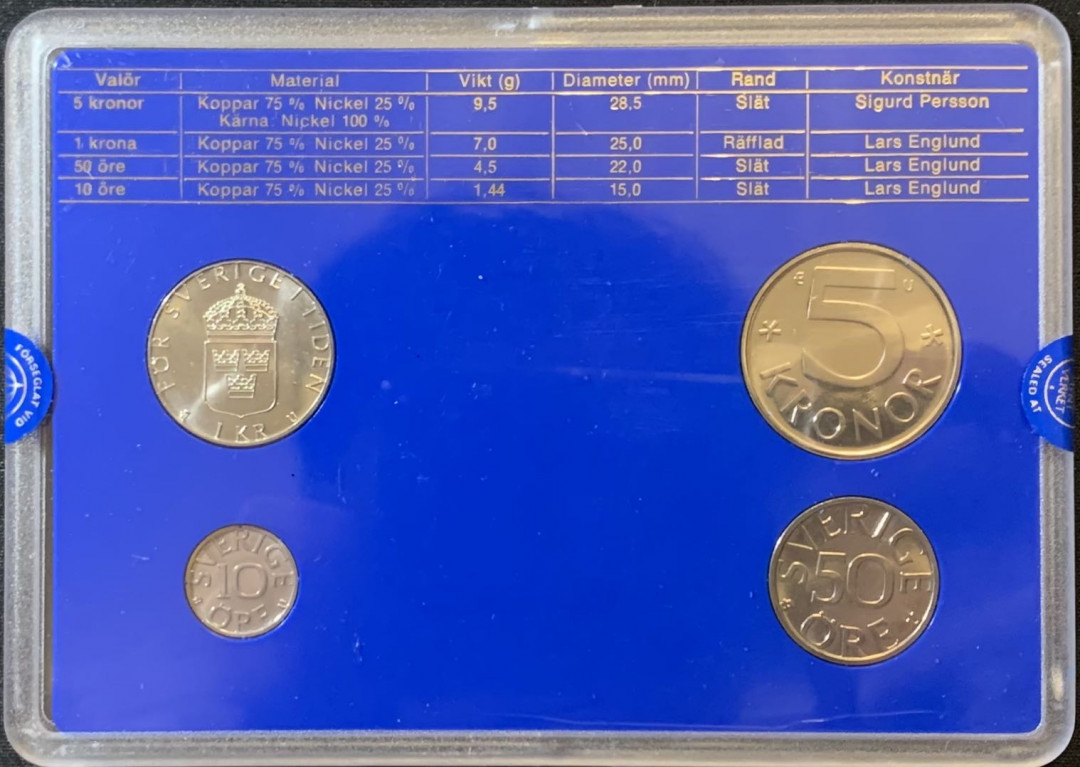 Valör Material Vikt (g) Diameter (mm) Rand Konstnär
5 kronor Koppar 75 % Nickel 25 % 9,5 28,5 Slät Sigurd Persson
Kärna: Nickel 100 %
1 krona Koppar 75 % Nickel 25 % 7,0 25,0 Räfflad Lars Englund
50 öre Koppar 75 % Nickel 25 % 4,5 22,0 Slät Lars Englund
10 öre Koppar 75 % Nickel 25 % 1,44 15,0 Slät Lars Englund
FÖR SVERIGE I TIDEN
1 KR
U
5
KRONOR
U
FÖRSEGLAT VID
VERKET
SEALED AT
SVERIGE
10
ÖRE
U
SVERIGE
50
ÖRE
U